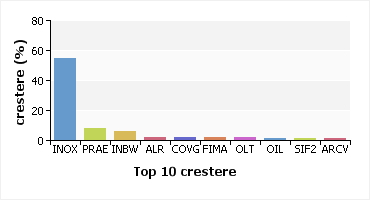 crestere (%)
80
60
40
20
0
INOX PRAE INBW ALR COVG FIMA OLT OIL SIF2 ARCV
Top 10 crestere